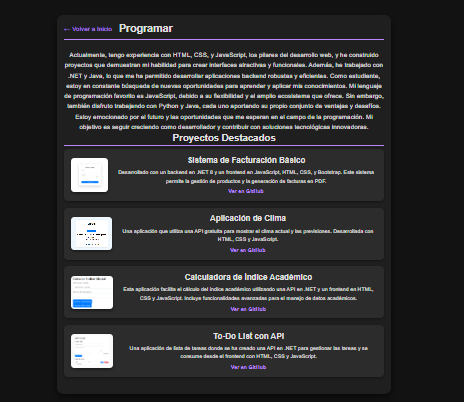 ← Volver a Inicio Programar
Actualmente, tengo experiencia con HTML, CSS, y JavaScript, los pilares del desarrollo web, y he construido
proyectos que demuestran mi habilidad para crear interfaces atractivas y funcionales. Además, he trabajado con
.NET y Java, lo que me ha permitido desarrollar aplicaciones backend robustas y eficientes. Como estudiante,
estoy en constante búsqueda de nuevas oportunidades para aprender y aplicar mis conocimientos. Mi lenguaje
de programación favorito es JavaScript, debido a su flexibilidad y el amplio ecosistema que ofrece. Sin embargo,
también disfruto trabajando con Python y Java, cada uno aportando su propio conjunto de ventajas y desafíos.
Estoy emocionado por el futuro y las oportunidades que me esperan en el campo de la programación. Mi
objetivo es seguir creciendo como desarrollador y contribuir con soluciones tecnológicas innovadoras.
Proyectos Destacados
Sistema de Facturación Básico
Desarrollado con un backend en .NET 8 y un frontend en JavaScript, HTML, CSS, y Bootstrap. Este sistema
permite la gestión de productos y la generación de facturas en PDF.
Ver en GitHub
Aplicación de Clima
Una aplicación que utiliza una API gratuita para mostrar el clima actual y las previsiones. Desarrollada con
HTML, CSS y JavaScript.
Ver en GitHub
Calculadora de Índice Académico
Esta aplicación facilita el cálculo del índice académico utilizando una API en .NET y un frontend en HTML,
CSS y JavaScript. Incluye funcionalidades avanzadas para el manejo de datos académicos.
Ver en GitHub
To-Do List con API
Una aplicación de lista de tareas donde se ha creado una API en .NET para gestionar las tareas y se
consume desde el frontend con HTML, CSS y JavaScript.
Ver en GitHub